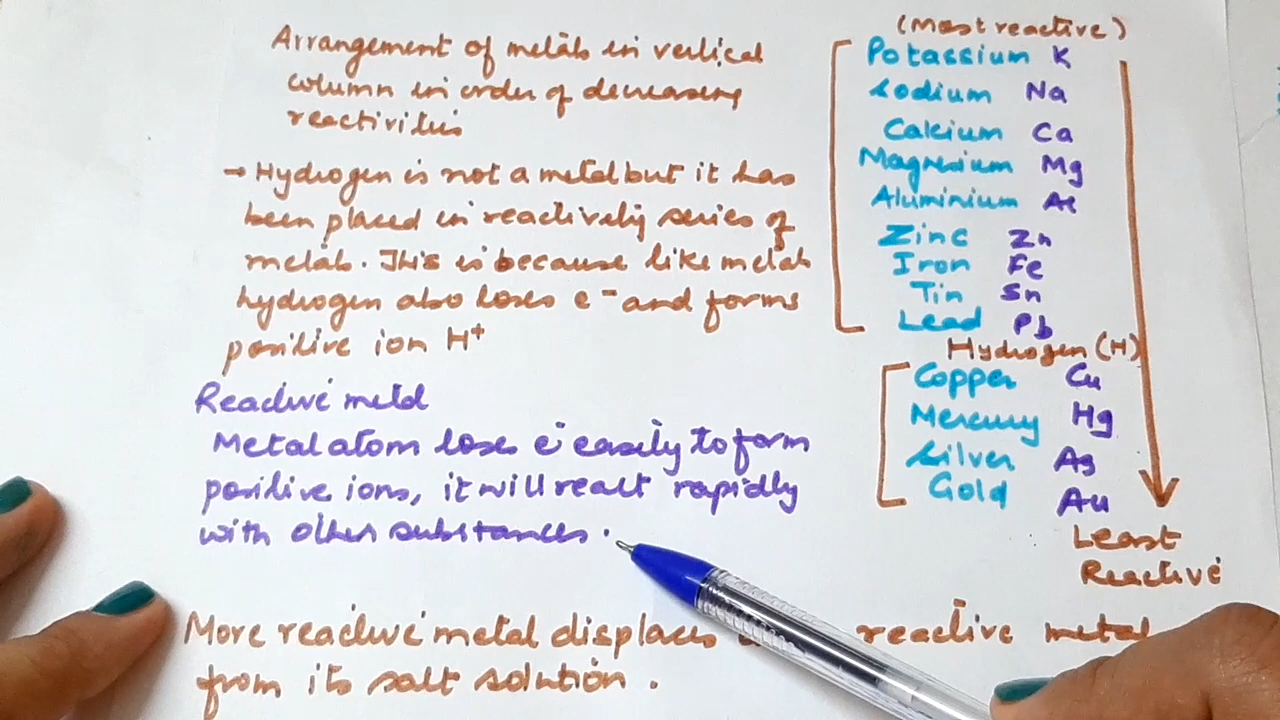 Arrangement of metals in vertical
column in order of decreasing
reactivities
→ Hydrogen is not a metal but it has
been placed in reactivity series of
metals. This is because like metals
hydrogen also loses e⁻ and forms
positive ion H⁺
Reactive metal
Metal atom loses e⁻ easily to form
positive ions, it will react rapidly
with other substances.
More reactive metal displaces reactive metal
from its salt solution.
(Most reactive)
Potassium K
Sodium Na
Calcium Ca
Magnesium Mg
Aluminium Al
Zinc Zn
Iron Fe
Tin Sn
Lead Pb
Hydrogen (H)
Copper Cu
Mercury Hg
Silver Ag
Gold Au
Least
Reactive